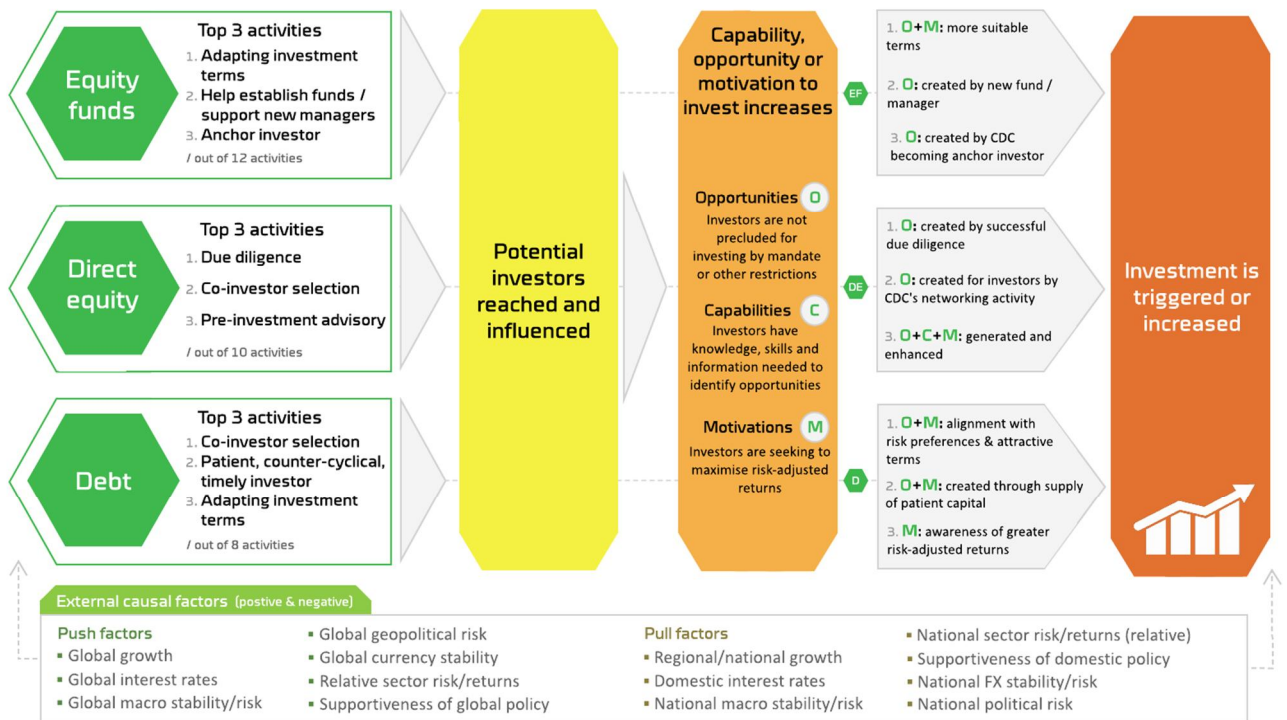 Equity
funds
Top 3 activities
1. Adapting investment
terms
2. Help establish funds /
support new managers
3. Anchor investor
/ out of 12 activities
Direct
equity
Top 3 activities
1. Due diligence
2. Co-investor selection
3. Pre-investment advisory
/ out of 10 activities
Debt
Top 3 activities
1. Co-investor selection
2. Patient, counter-cyclical,
timely investor
3. Adapting investment
terms
/ out of 8 activities
Potential
investors
reached and
influenced
Capability,
opportunity or
motivation to
invest increases
Opportunities O
Investors are not
precluded for
investing by mandate
or other restrictions
Capabilities C
Investors have
knowledge, skills and
information needed to
identify opportunities
Motivations M
Investors are seeking to
maximise risk-adjusted
returns
EF
1. O+M: more suitable
terms
2. O: created by new fund /
manager
3. O: created by CDC
becoming anchor investor
DE
1. O: created by successful
due diligence
2. O: created for investors by
CDC's networking activity
3. O+C+M: generated and
enhanced
D
1. O+M: alignment with
risk preferences & attractive
terms
2. O+M: created through supply
of patient capital
3. M: awareness of greater
risk-adjusted returns
Investment is
triggered or
increased
External causal factors (postive & negative)
Push factors
▪ Global growth
▪ Global interest rates
▪ Global macro stability/risk
▪ Global geopolitical risk
▪ Global currency stability
▪ Relative sector risk/returns
▪ Supportiveness of global policy
Pull factors
▪ Regional/national growth
▪ Domestic interest rates
▪ National macro stability/risk
▪ National sector risk/returns (relative)
▪ Supportiveness of domestic policy
▪ National FX stability/risk
▪ National political risk